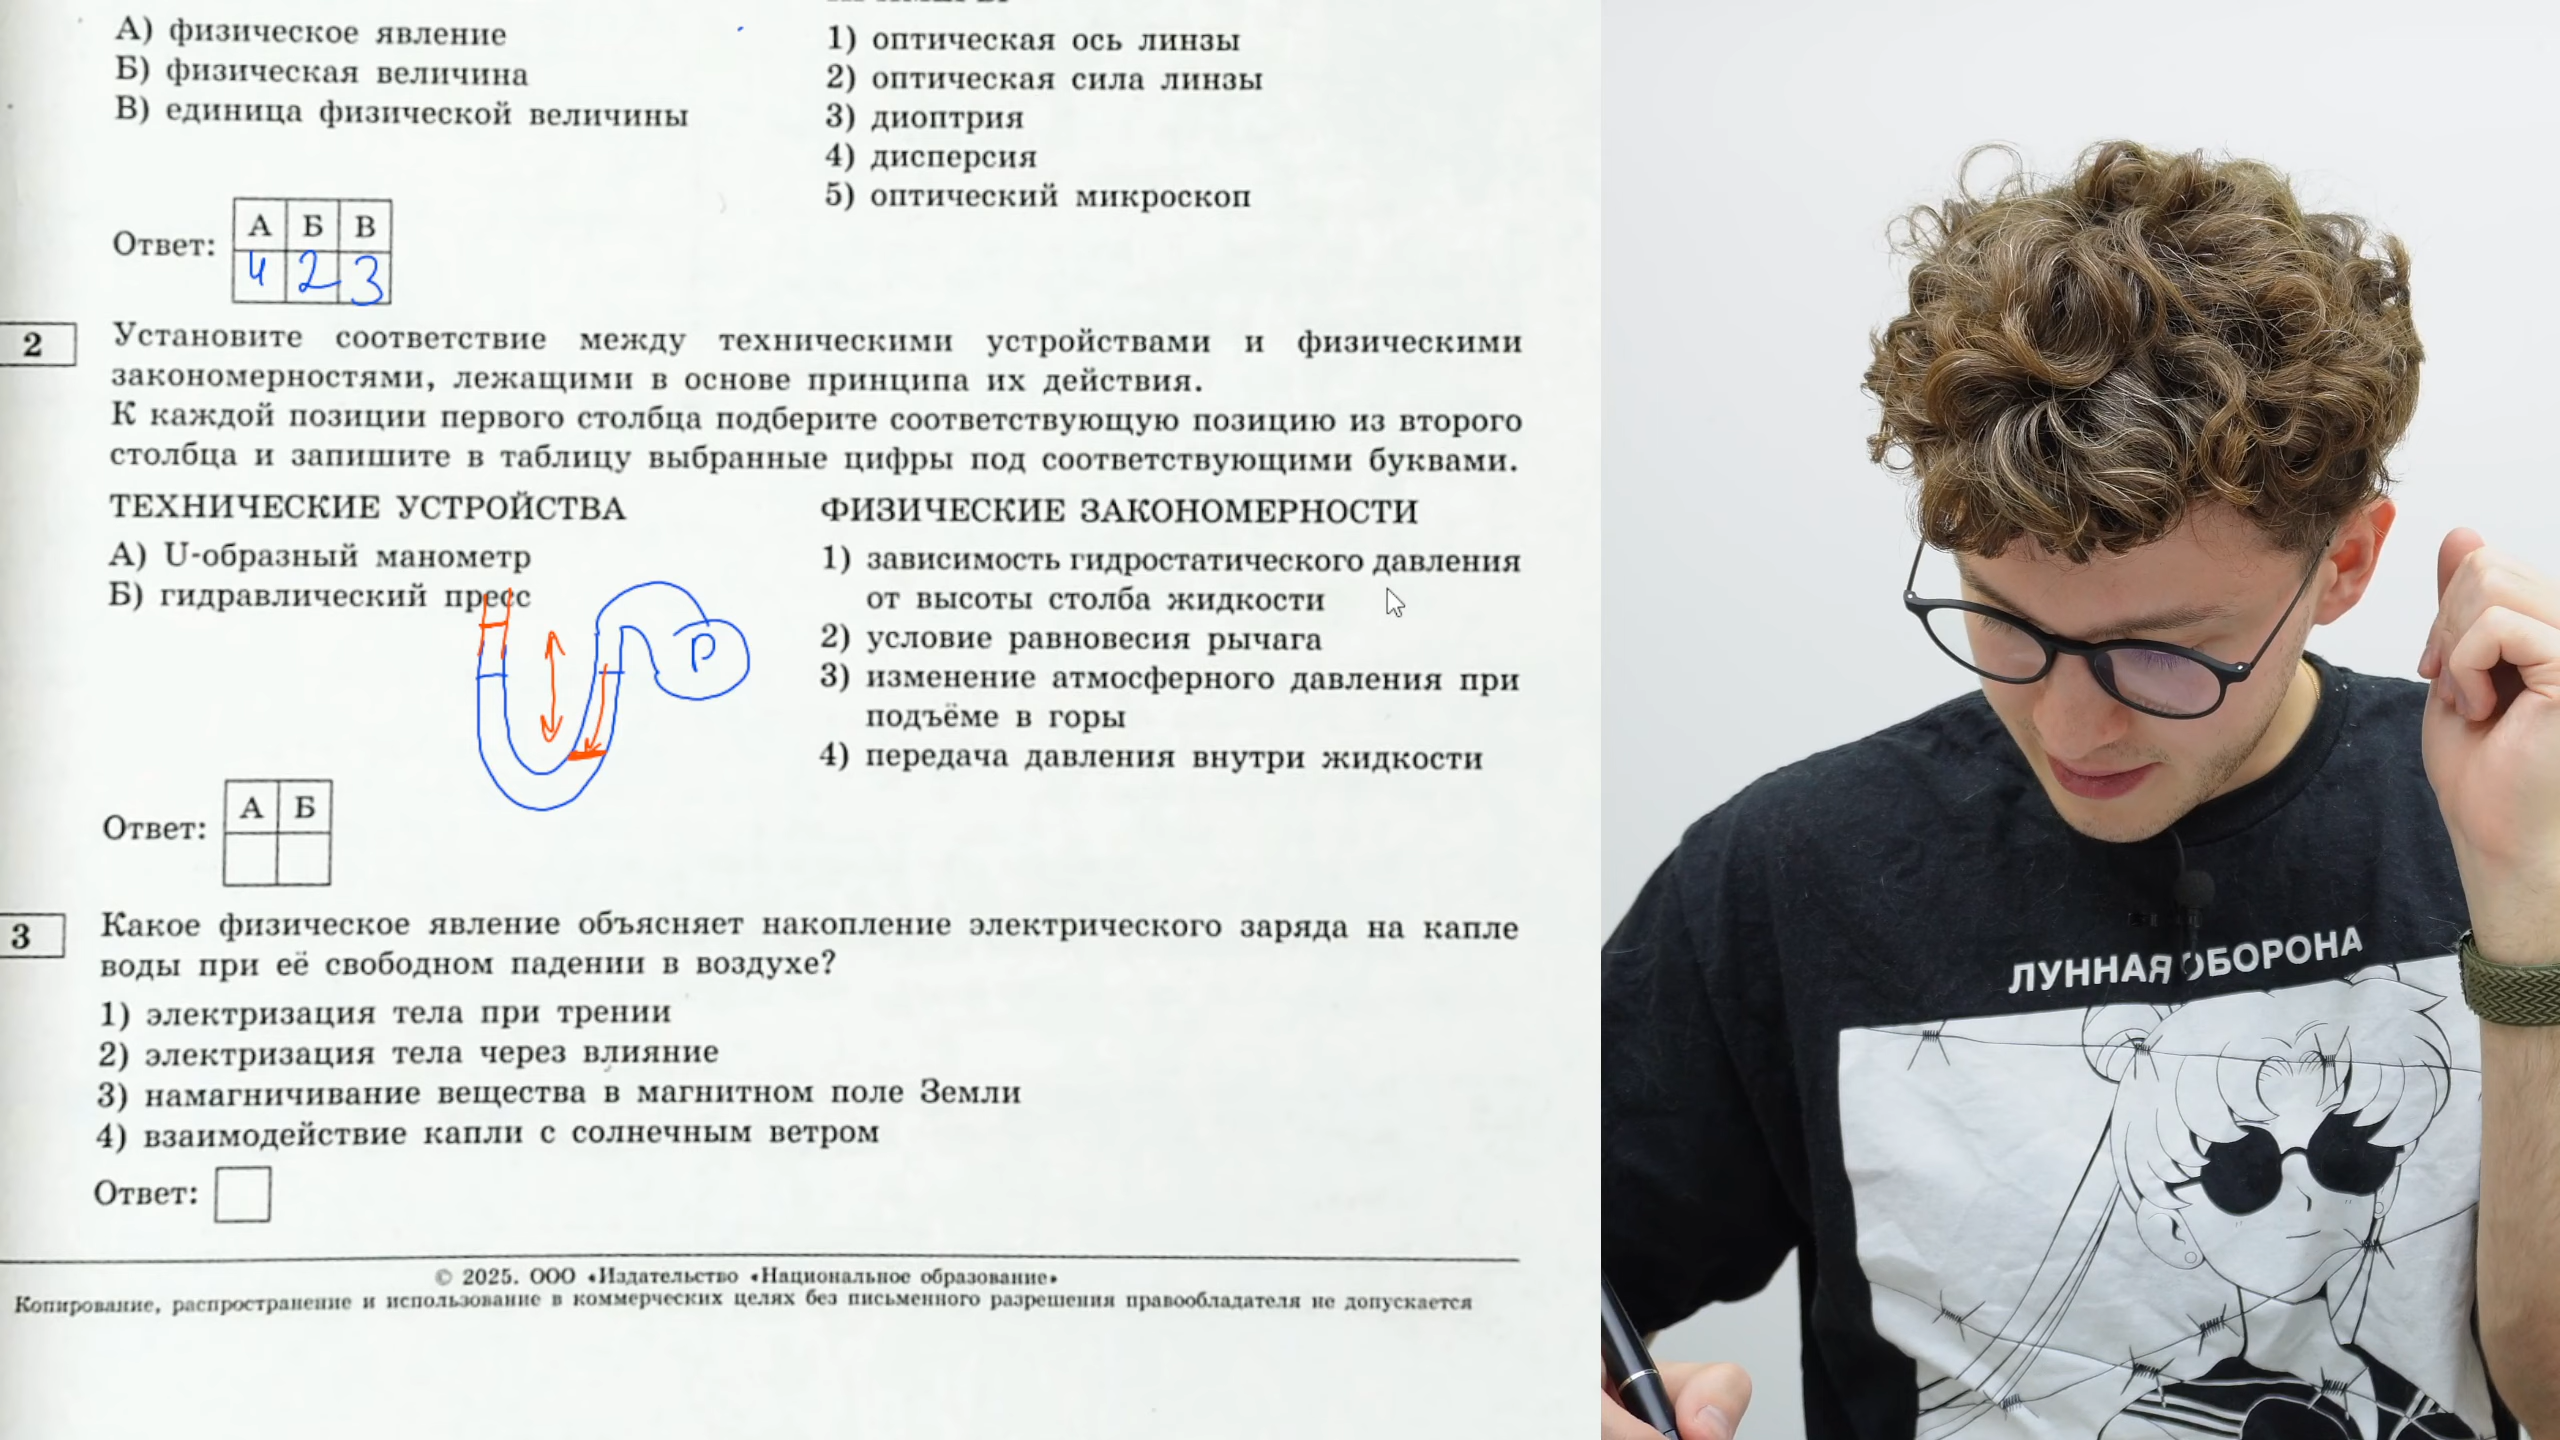 А) физическое явление
Б) физическая величина
В) единица физической величины
1) оптическая ось линзы
2) оптическая сила линзы
3) диоптрия
4) дисперсия
5) оптический микроскоп
Ответ:
А Б В
4 2 3
2
Установите соответствие между техническими устройствами и физическими
закономерностями, лежащими в основе принципа их действия.
К каждой позиции первого столбца подберите соответствующую позицию из второго
столбца и запишите в таблицу выбранные цифры под соответствующими буквами.
ТЕХНИЧЕСКИЕ УСТРОЙСТВА
А) U-образный манометр
Б) гидравлический пресс
P
ФИЗИЧЕСКИЕ ЗАКОНОМЕРНОСТИ
1) зависимость гидростатического давления
от высоты столба жидкости
2) условие равновесия рычага
3) изменение атмосферного давления при
подъёме в горы
4) передача давления внутри жидкости
Ответ:
А Б
3
Какое физическое явление объясняет накопление электрического заряда на капле
воды при её свободном падении в воздухе?
1) электризация тела при трении
2) электризация тела через влияние
3) намагничивание вещества в магнитном поле Земли
4) взаимодействие капли с солнечным ветром
Ответ:
© 2025. ООО «Издательство «Национальное образование»
Копирование, распространение и использование в коммерческих целях без письменного разрешения правообладателя не допускается
ЛУННАЯ ОБОРОНА